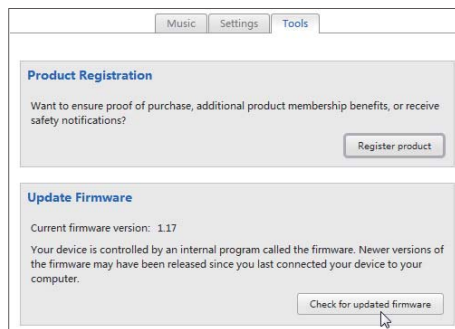 Music Settings Tools
Product Registration
Want to ensure proof of purchase, additional product membership benefits, or receive
safety notifications?
Register product
Update Firmware
Current firmware version: 1.17
Your device is controlled by an internal program called the firmware. Newer versions of
the firmware may have been released since you last connected your device to your
computer.
Check for updated firmware